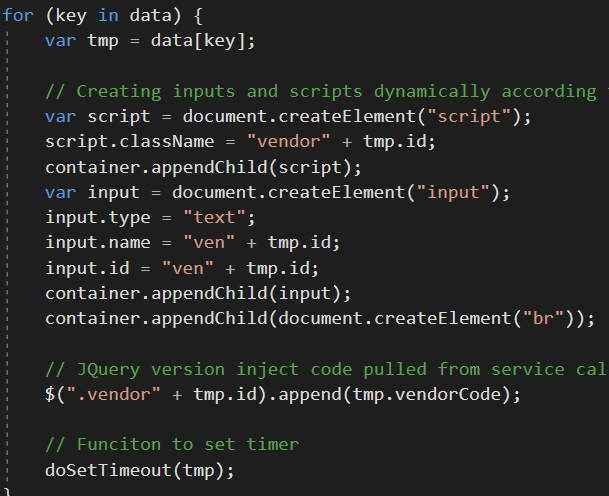 for (key in data) {
var tmp = data[key];
// Creating inputs and scripts dynamically according
var script = document.createElement("script");
script.className = "vendor" + tmp.id;
container.appendChild(script);
var input = document.createElement("input");
input.type = "text";
input.name = "ven" + tmp.id;
input.id = "ven" + tmp.id;
container.appendChild(input);
container.appendChild(document.createElement("br"));
// JQuery version inject code pulled from service cal
$(".vendor" + tmp.id).append(tmp.vendorCode);
// Funciton to set timer
doSetTimeout(tmp);
}